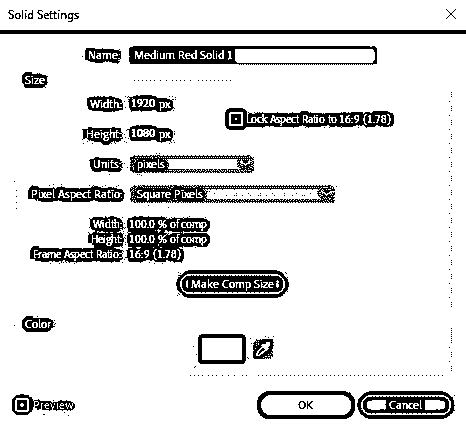 Solid Settings
Name: Medium Red Solid 1
Size
Width: 1920 px
Lock Aspect Ratio to 16:9 (1.78)
Height: 1080 px
Units: pixels
Pixel Aspect Ratio: Square Pixels
Width: 100.0 % of comp
Height: 100.0 % of comp
Frame Aspect Ratio: 16:9 (1.78)
Make Comp Size
Color
Preview
OK
Cancel